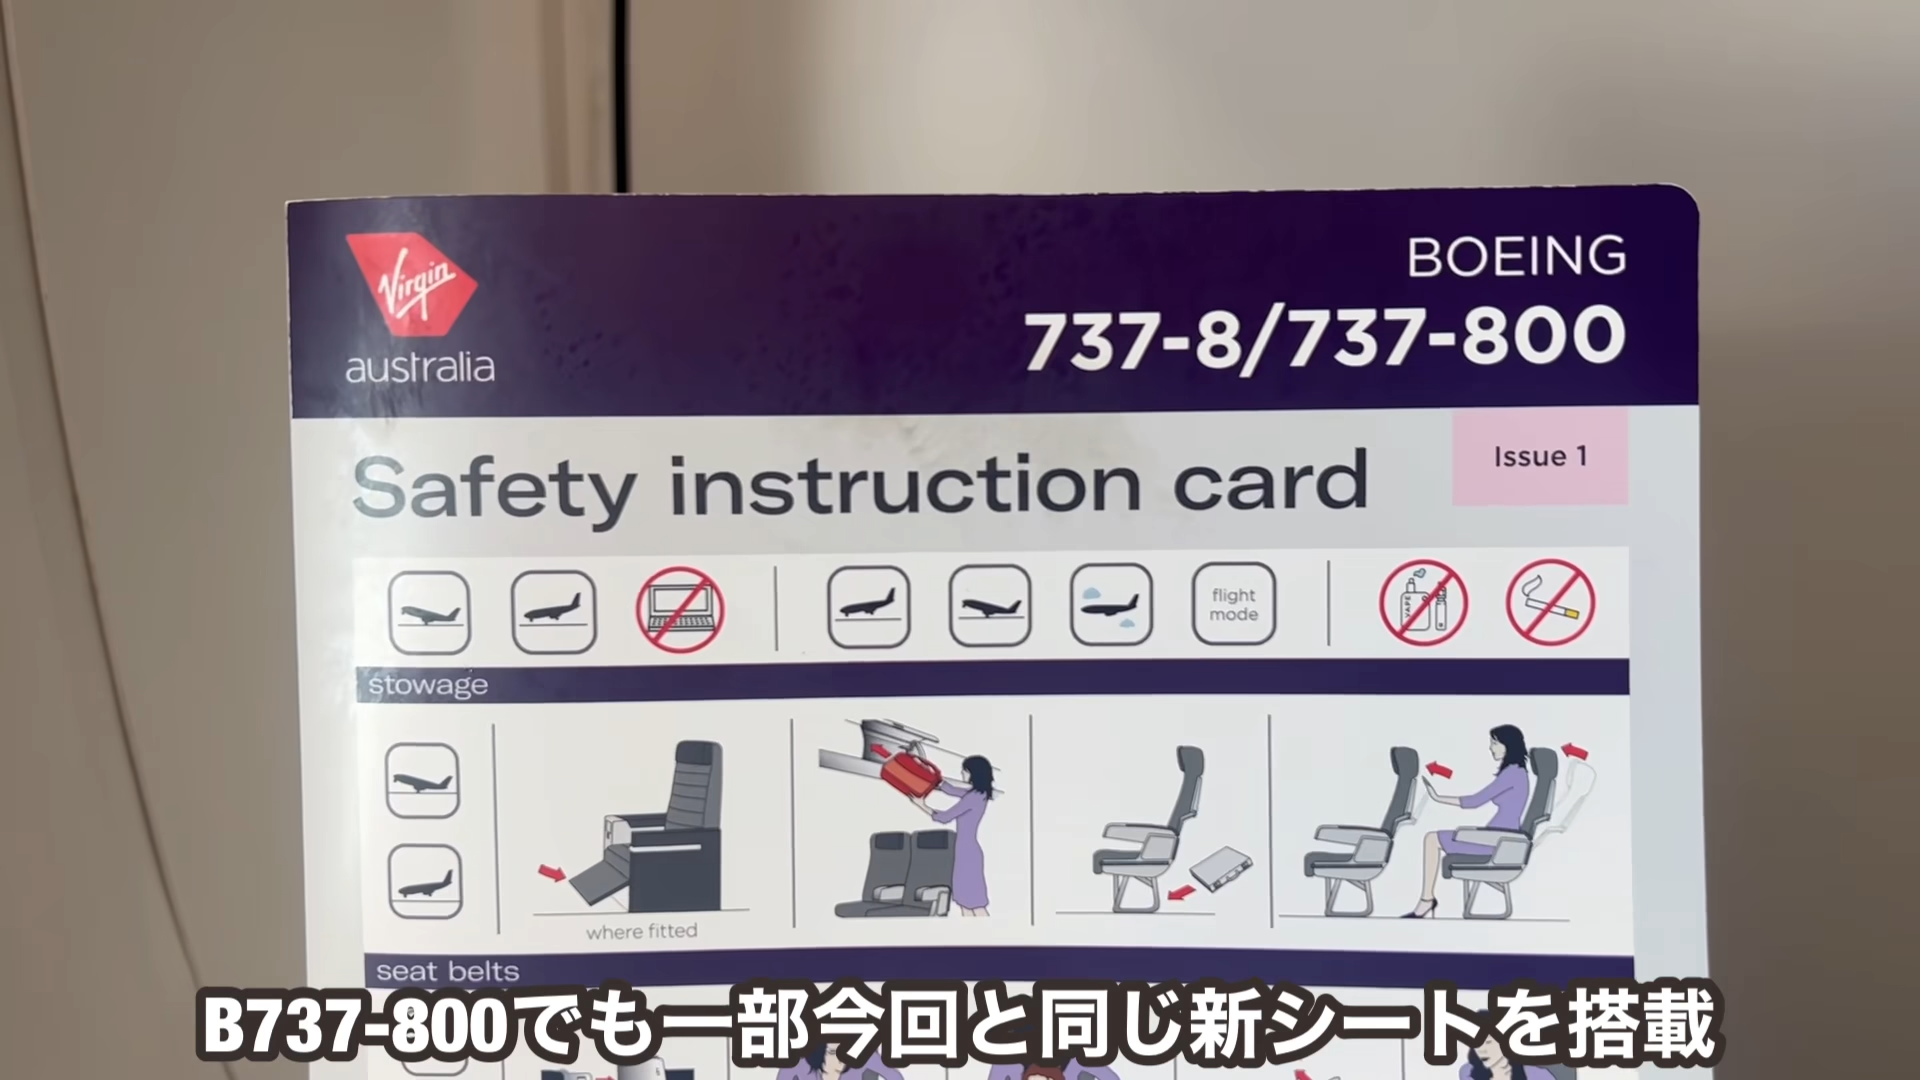 Virgin
australia
BOEING
737-8/737-800
Safety instruction card
Issue 1
flight
mode
VAPE
stowage
where fitted
seat belts
B737-800でも一部今回と同じ新シートを搭載